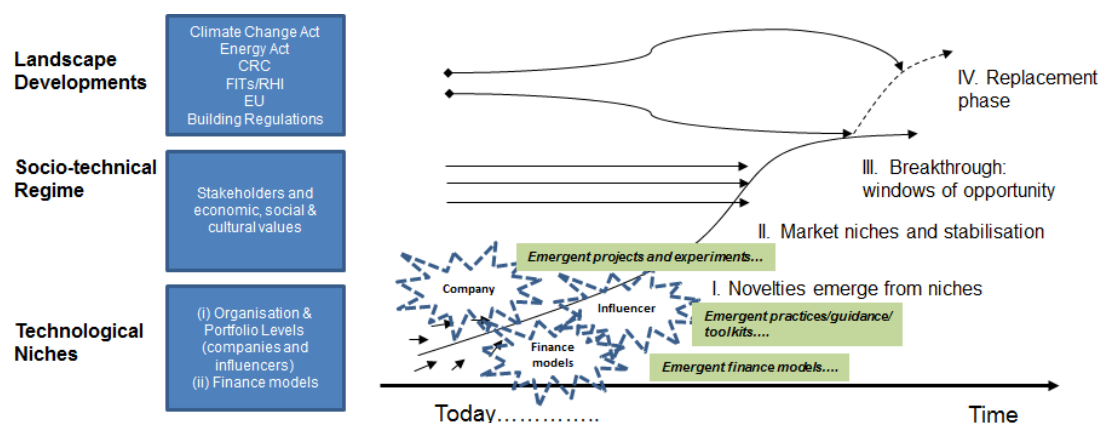 Landscape
Developments
Climate Change Act
Energy Act
CRC
FITs/RHI
EU
Building Regulations
IV. Replacement
phase
Socio-technical
Regime
Stakeholders and
economic, social &
cultural values
III. Breakthrough:
windows of opportunity
II. Market niches and stabilisation
Emergent projects and experiments…
Company
I. Novelties emerge from niches
Influencer
Technological
Niches
(i) Organisation &
Portfolio Levels
(companies and
influencers)
(ii) Finance models
Emergent practices/guidance/
toolkits….
Finance
models
Emergent finance models….
Today…………..
Time